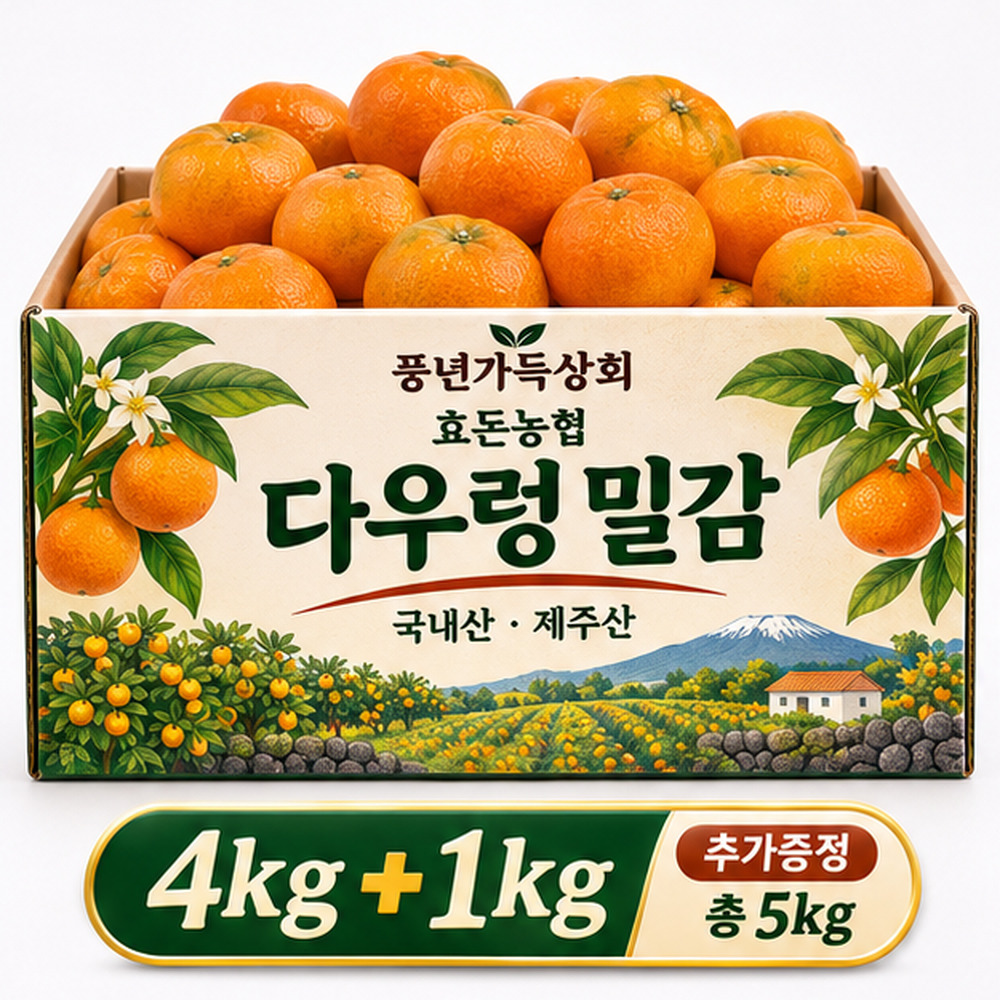 풍년가득상회
효돈농협
다우렁 밀감
국내산 · 제주산
4kg + 1kg
추가증정
총 5kg